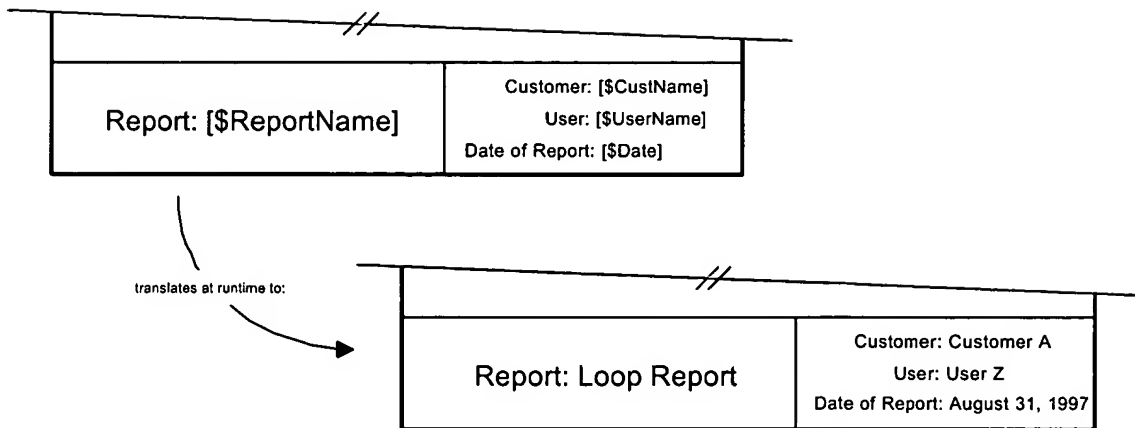 Report: [$ReportName]
Customer: [$CustName]
User: [$UserName]
Date of Report: [$Date]
translates at runtime to:
Report: Loop Report
Customer: Customer A
User: User Z
Date of Report: August 31, 1997